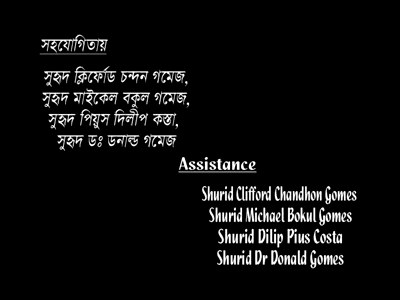 সহযোগিতায়
সুহৃদ ক্লিফোর্ড চন্দন গমেজ,
সুহৃদ মাইকেল বকুল গমেজ,
সুহৃদ পিয়ুস দিলীপ কস্তা,
সুহৃদ ডঃ ডনাল্ড গমেজ
Assistance
Shurid Clifford Chandhon Gomes
Shurid Michael Bokul Gomes
Shurid Dilip Pius Costa
Shurid Dr Donald Gomes